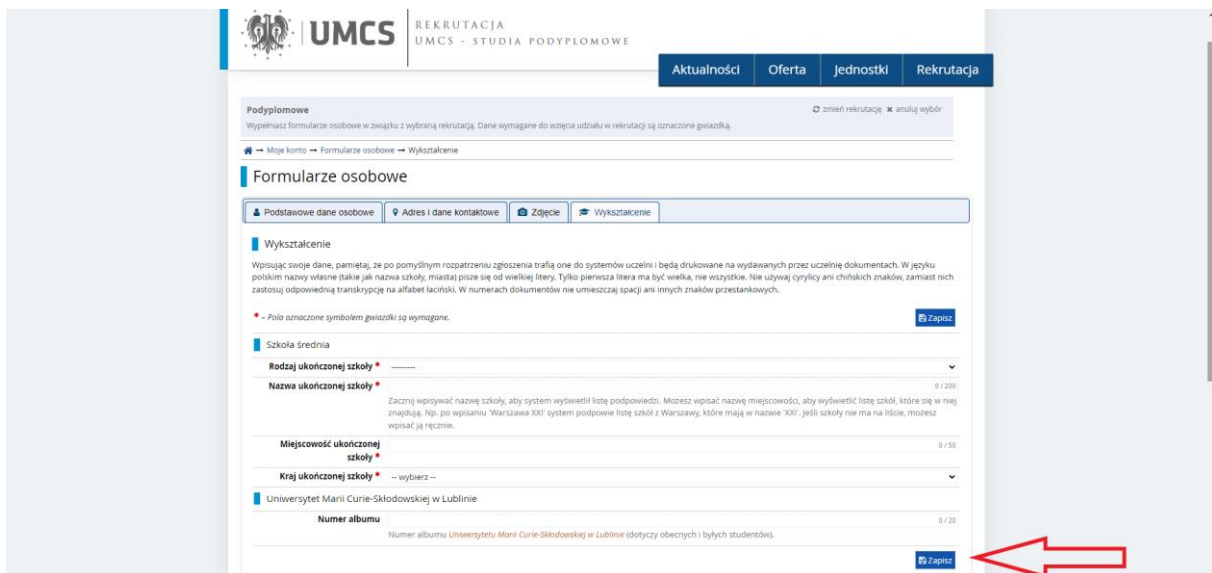 UMCS
REKRUTACJA
UMCS - STUDIA PODYPLOMOWE
Aktualności Oferta Jednostki Rekrutacja
Podyplomowe zmień rekrutację anuluj wybór
Wypełniasz formularze osobowe w związku z wybraną rekrutacją. Dane wymagane do wzięcia udziału w rekrutacji są oznaczone gwiazdką.
→ Moje konto → Formularze osobowe → Wykształcenie
Formularze osobowe
Podstawowe dane osobowe Adres i dane kontaktowe Zdjęcie Wykształcenie
Wykształcenie
Wpisując swoje dane, pamiętaj, że po pomyślnym rozpatrzeniu zgłoszenia trafią one do systemów uczelni i będą drukowane na wydawanych przez uczelnię dokumentach. W języku
polskim nazwy własne (takie jak nazwa szkoły, miasta) pisze się od wielkiej litery. Tylko pierwsza litera ma być wielka, nie wszystkie. Nie używaj cyrylicy ani chińskich znaków, zamiast nich
zastosuj odpowiednią transkrypcję na alfabet łaciński. W numerach dokumentów nie umieszczaj spacji ani innych znaków przestankowych.
* – Pola oznaczone symbolem gwiazdki są wymagane. Zapisz
Szkoła średnia
Rodzaj ukończonej szkoły * ---------
Nazwa ukończonej szkoły * 0 / 200
Zacznij wpisywać nazwę szkoły, aby system wyświetlił listę podpowiedzi. Możesz wpisać nazwę miejscowości, aby wyświetlić listę szkół, które się w niej
znajdują. Np. po wpisaniu 'Warszawa XXI' system podpowie listę szkół z Warszawy, które mają w nazwie 'XXI'. Jeśli szkoły nie ma na liście, możesz
wpisać ją ręcznie.
Miejscowość ukończonej 0 / 50
szkoły *
Kraj ukończonej szkoły * -- wybierz --
Uniwersytet Marii Curie-Skłodowskiej w Lublinie
Numer albumu 0 / 20
Numer albumu Uniwersytetu Marii Curie-Skłodowskiej w Lublinie (dotyczy obecnych i byłych studentów).
Zapisz